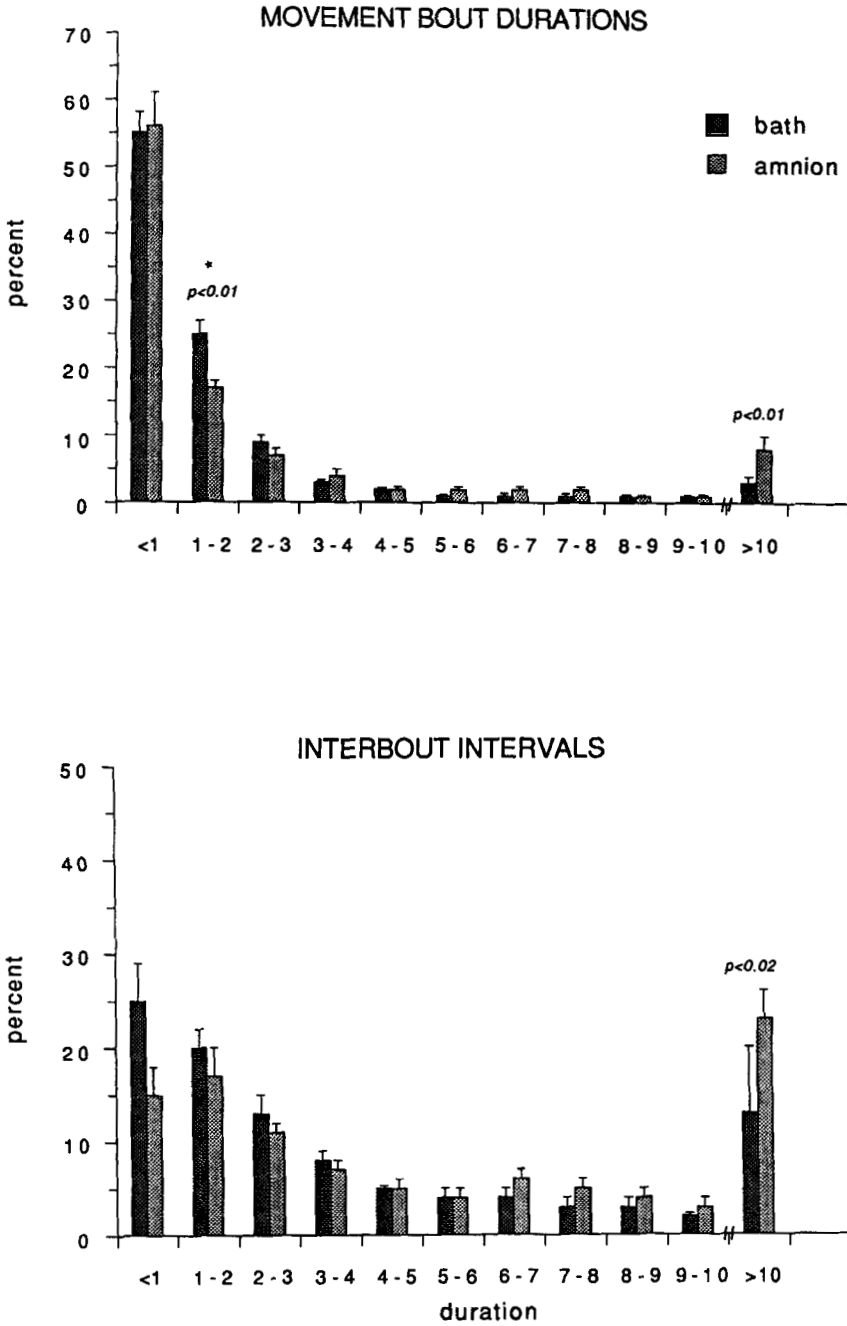 MOVEMENT BOUT DURATIONS
70
60
50
40
30
20
10
0
percent
bath
amnion
*
p<0.01
p<0.01
<1 1-2 2-3 3-4 4-5 5-6 6-7 7-8 8-9 9-10 >10
INTERBOUT INTERVALS
50
40
30
20
10
0
percent
p<0.02
<1 1-2 2-3 3-4 4-5 5-6 6-7 7-8 8-9 9-10 >10
duration